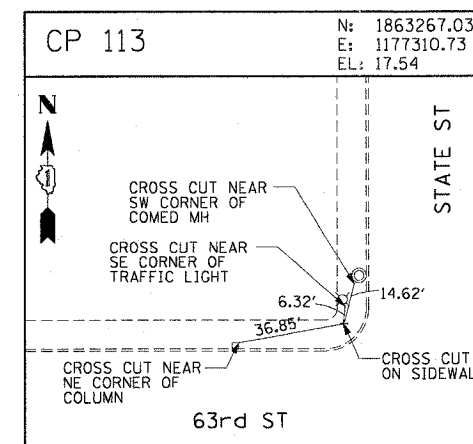 CP 113
N: 1863267.03
E: 1177310.73
EL: 17.54
N
STATE ST
CROSS CUT NEAR
SW CORNER OF
COMED MH
CROSS CUT NEAR
SE CORNER OF
TRAFFIC LIGHT
6.32'
14.62'
36.85'
CROSS CUT NEAR
NE CORNER OF
COLUMN
CROSS CUT
ON SIDEWAL
63rd ST